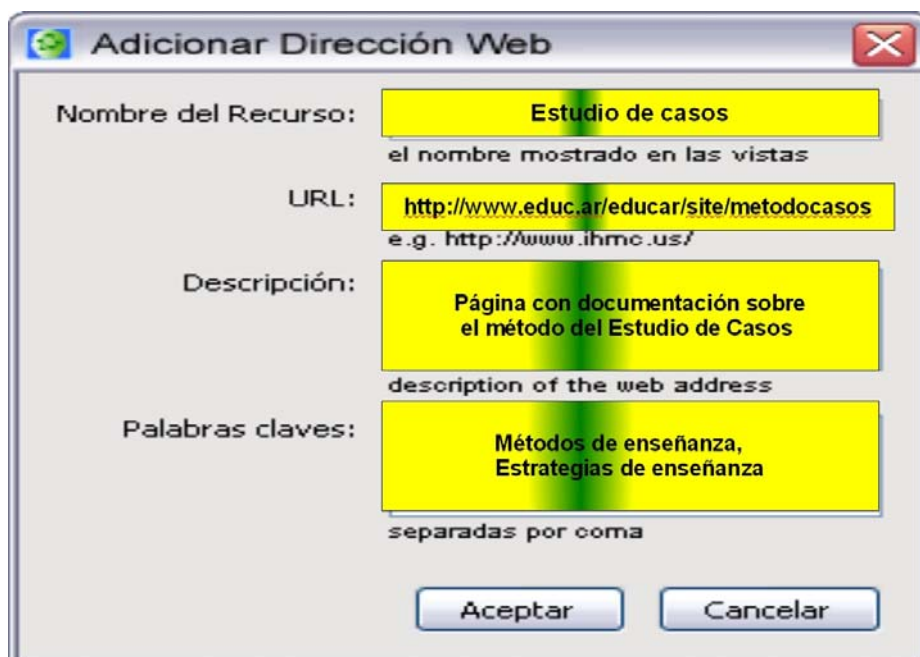 Adicionar Dirección Web
Nombre del Recurso:
Estudio de casos
el nombre mostrado en las vistas
URL:
http://www.educ.ar/educar/site/metodocasos
e.g. http://www.ihmc.us/
Descripción:
Página con documentación sobre
el método del Estudio de Casos
description of the web address
Palabras claves:
Métodos de enseñanza,
Estrategias de enseñanza
separadas por coma
Aceptar
Cancelar